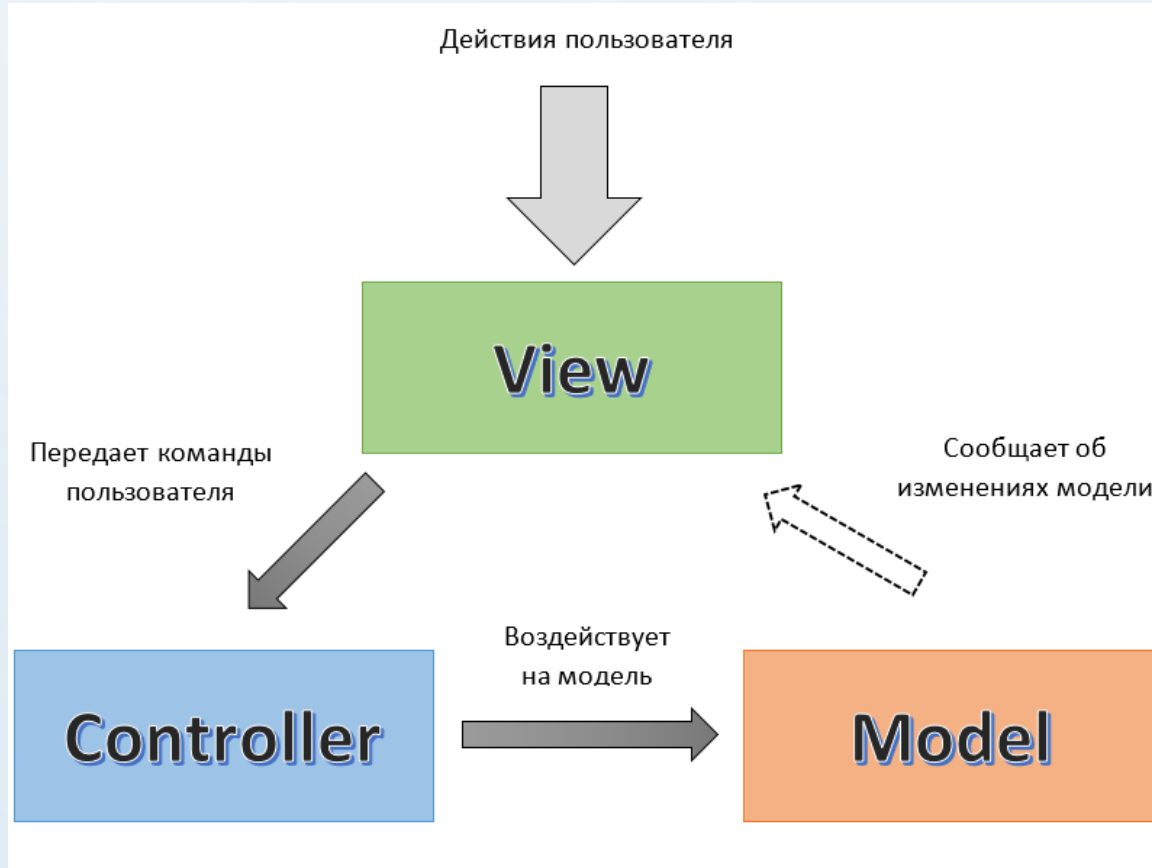 Действия пользователя
View
Передает команды
пользователя
Сообщает об
изменениях модели
Воздействует
на модель
Controller
Model